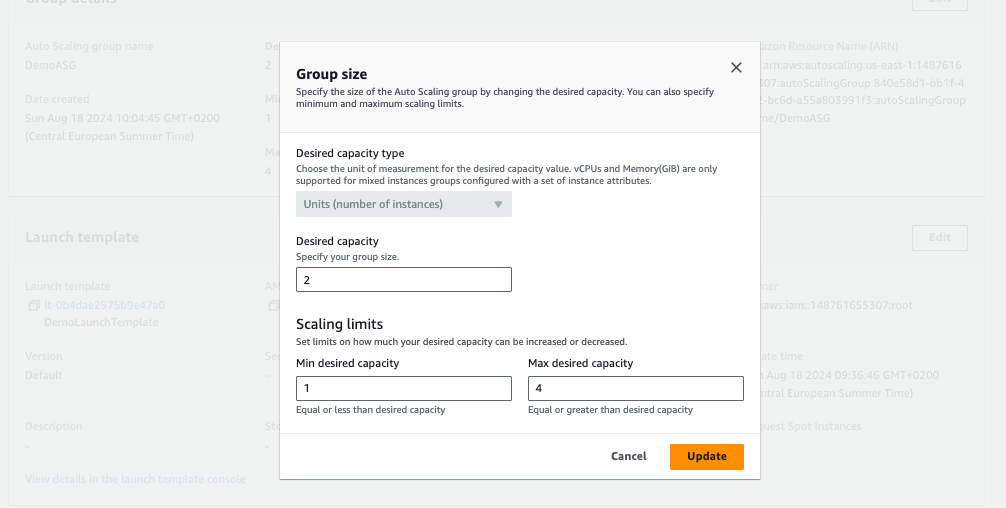 Group details
Edit
Auto Scaling group name
DemoASG
Date created
Sun Aug 18 2024 10:04:45 GMT+0200
(Central European Summer Time)
De
2
Mi
1
Ma
4
azon Resource Name (ARN)
arn:aws:autoscaling:us-east-1:1487616
307:autoScalingGroup:840e58d1-bb1f-4
-bc6d-a55a803991f3:autoScalingGroup
me/DemoASG
Group size
Specify the size of the Auto Scaling group by changing the desired capacity. You can also specify
minimum and maximum scaling limits.
Desired capacity type
Choose the unit of measurement for the desired capacity value. vCPUs and Memory(GiB) are only
supported for mixed instances groups configured with a set of instance attributes.
Units (number of instances)
Desired capacity
Specify your group size.
2
Scaling limits
Set limits on how much your desired capacity can be increased or decreased.
Min desired capacity
1
Equal or less than desired capacity
Max desired capacity
4
Equal or greater than desired capacity
Cancel
Update
Launch template
Edit
Launch template
lt-0b4dae2575b9e47a0
DemoLaunchTemplate
Version
Default
Description
-
View details in the launch template console
AM
Se
-
Sto
-
ner
:aws:iam::148761655307:root
ate time
Aug 18 2024 09:36:46 GMT+0200
(Central European Summer Time)
quest Spot Instances